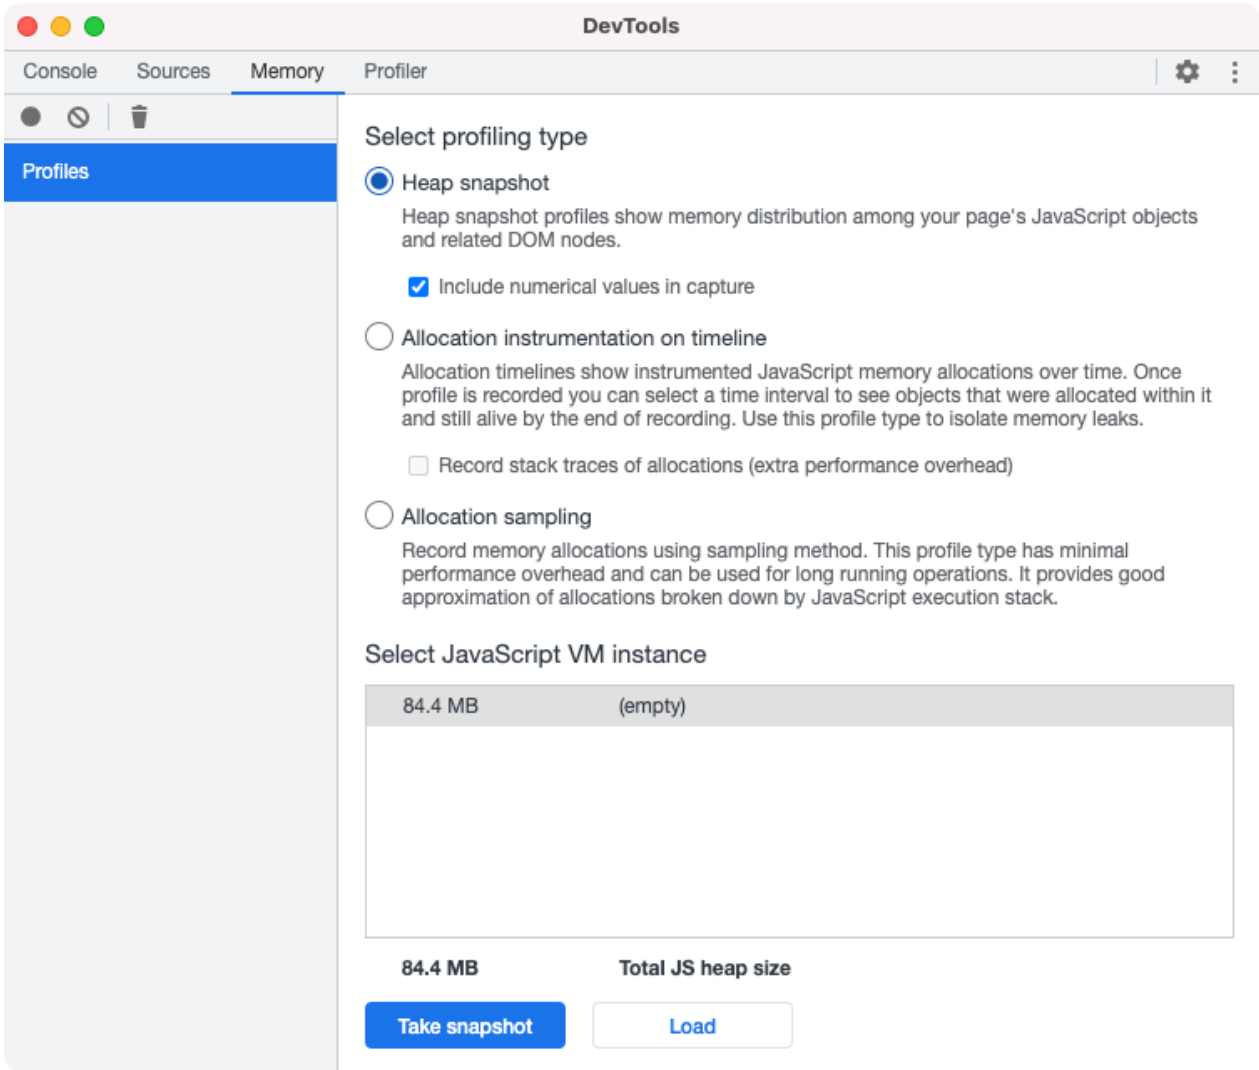 DevTools
Console Sources Memory Profiler
Profiles
Select profiling type
Heap snapshot
Heap snapshot profiles show memory distribution among your page's JavaScript objects
and related DOM nodes.
Include numerical values in capture
Allocation instrumentation on timeline
Allocation timelines show instrumented JavaScript memory allocations over time. Once
profile is recorded you can select a time interval to see objects that were allocated within it
and still alive by the end of recording. Use this profile type to isolate memory leaks.
Record stack traces of allocations (extra performance overhead)
Allocation sampling
Record memory allocations using sampling method. This profile type has minimal
performance overhead and can be used for long running operations. It provides good
approximation of allocations broken down by JavaScript execution stack.
Select JavaScript VM instance
84.4 MB (empty)
84.4 MB Total JS heap size
Take snapshot Load